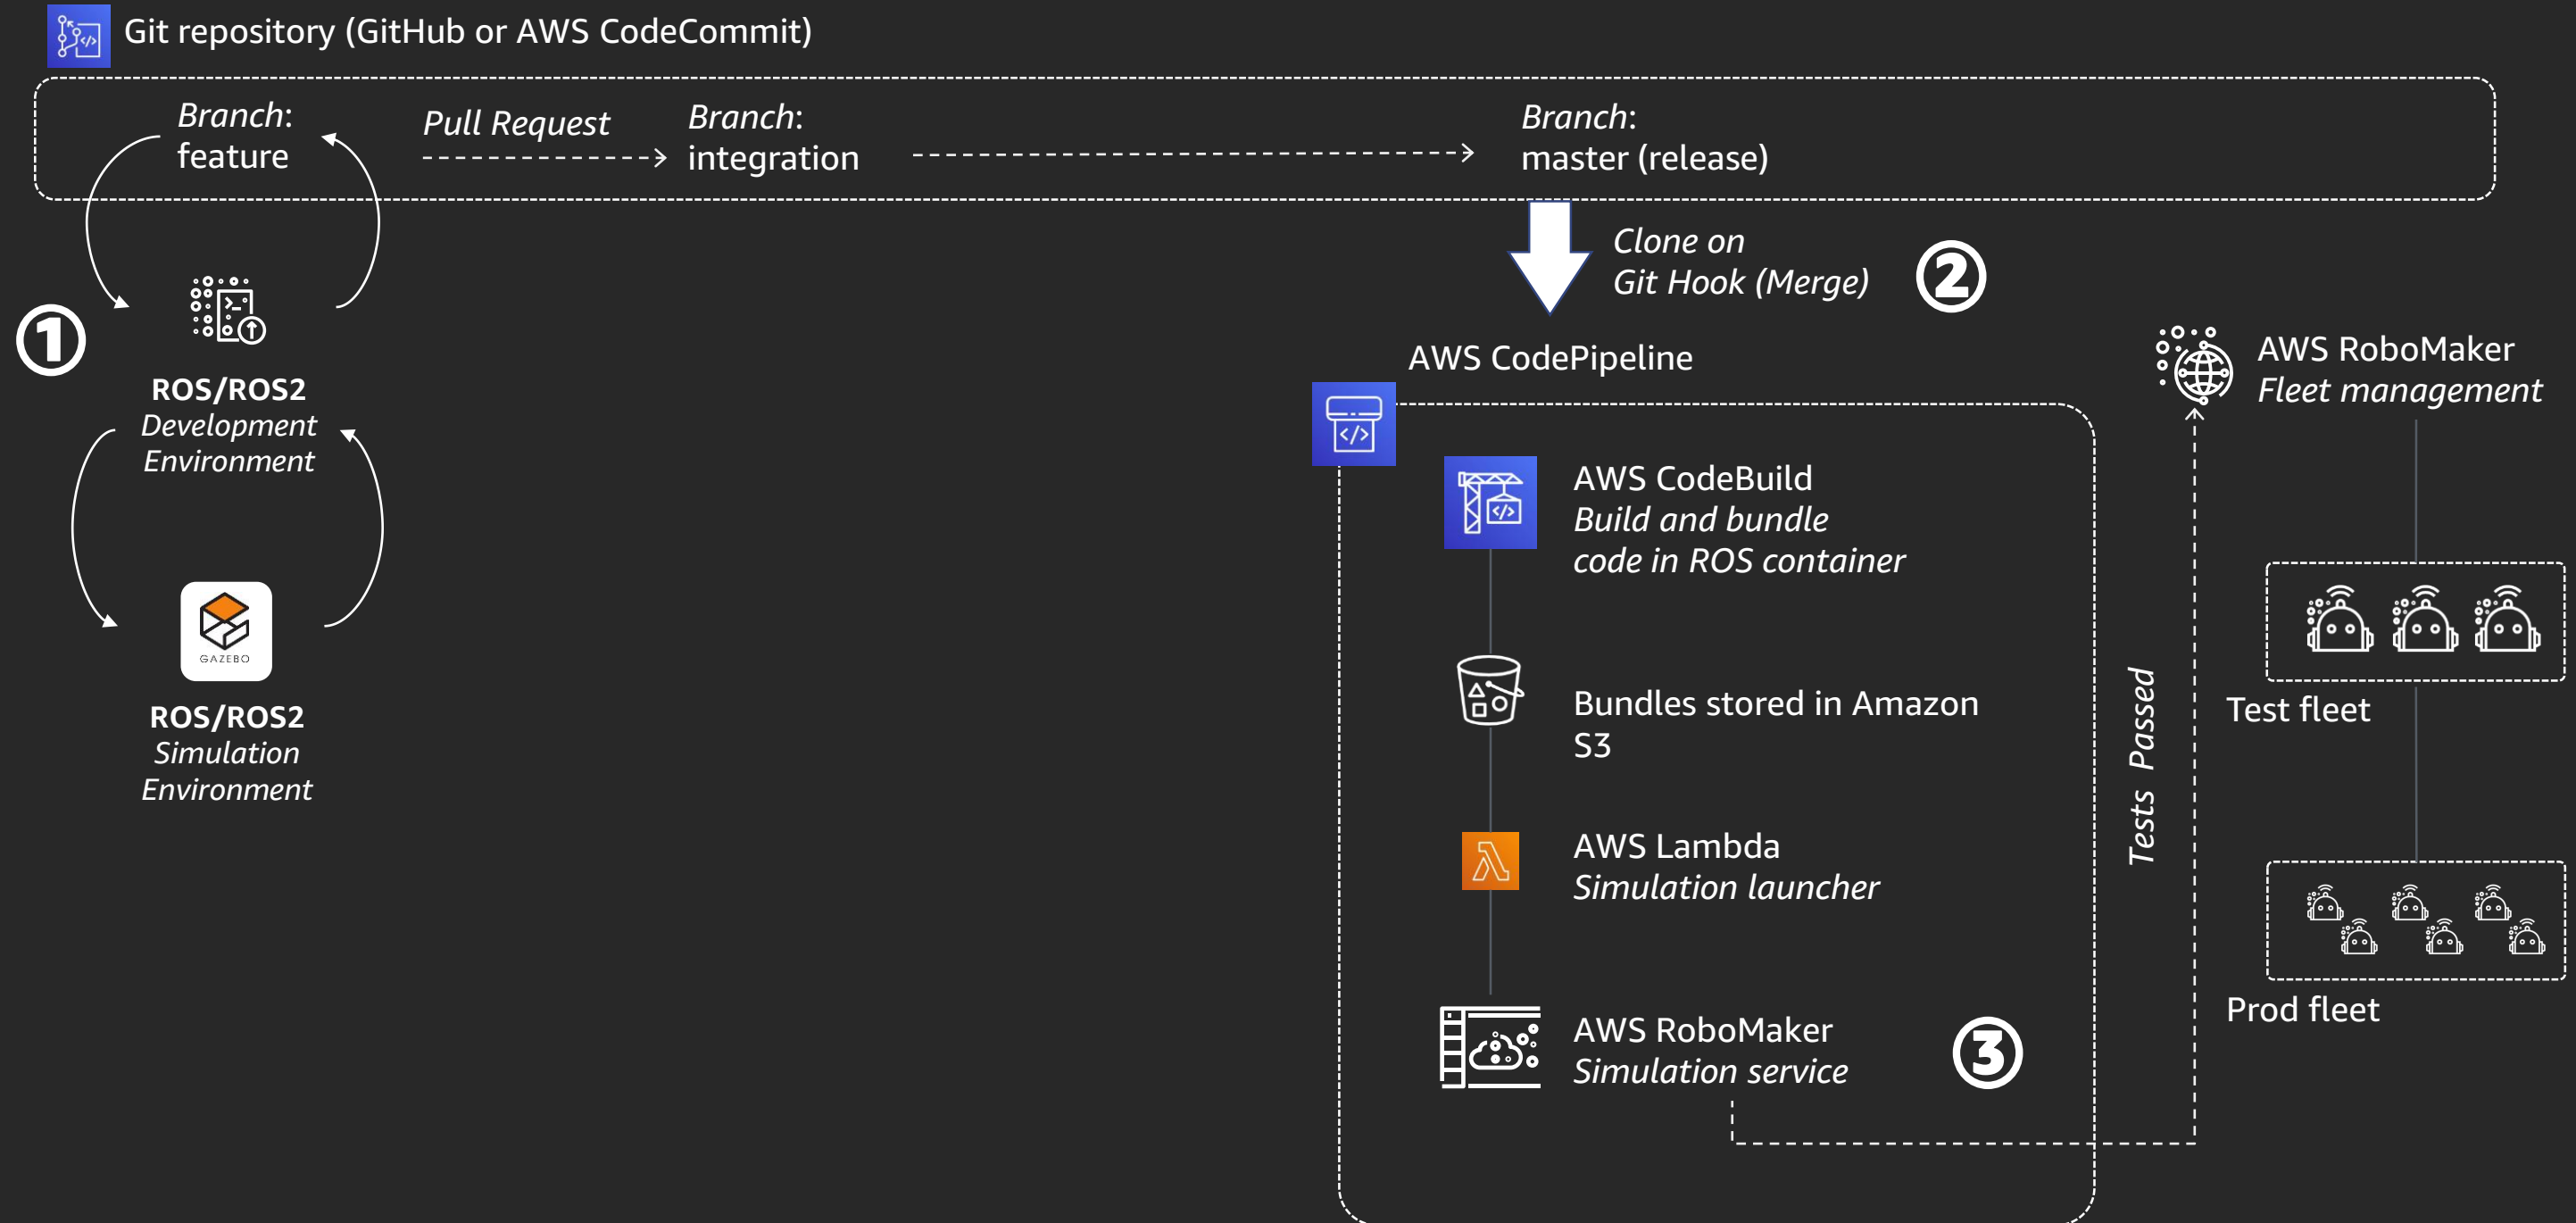 Git repository (GitHub or AWS CodeCommit)
Branch:
feature
Pull Request
Branch:
integration
Branch:
master (release)
Clone on
Git Hook (Merge)
2
1
ROS/ROS2
Development
Environment
GAZEBO
ROS/ROS2
Simulation
Environment
AWS CodePipeline
AWS CodeBuild
Build and bundle
code in ROS container
Bundles stored in Amazon
S3
AWS Lambda
Simulation launcher
AWS RoboMaker
Simulation service
3
Tests Passed
AWS RoboMaker
Fleet management
Test fleet
Prod fleet